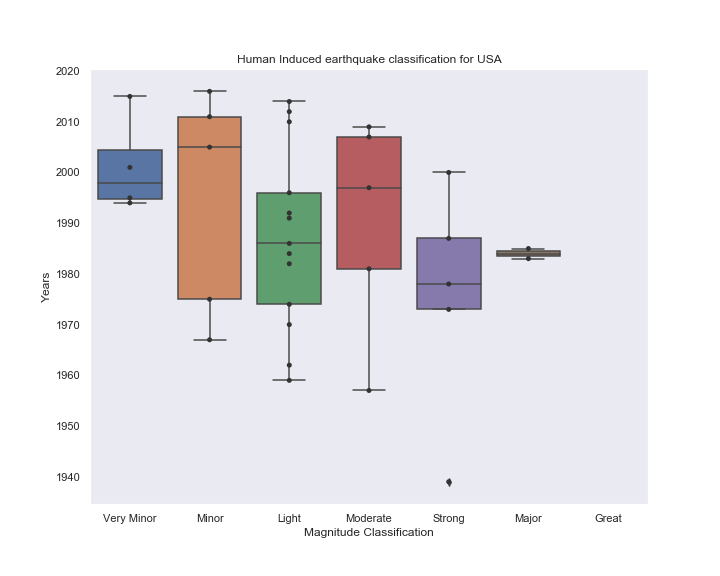 Human Induced earthquake classification for USA
2020
2010
2000
1990
1980
1970
1960
1950
1940
Years
Very Minor
Minor
Light
Moderate
Strong
Major
Great
Magnitude Classification